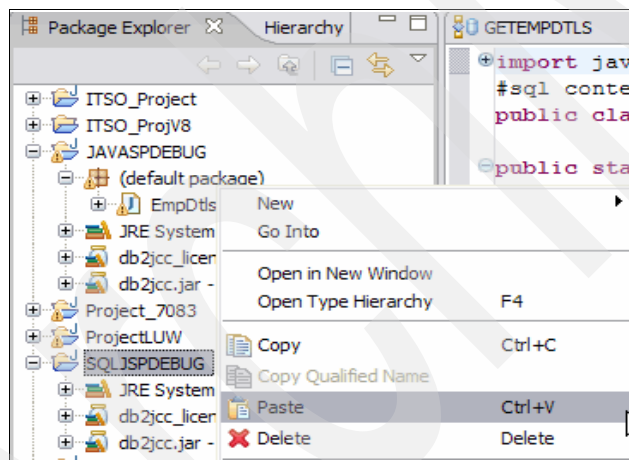 Package Explorer
Hierarchy
GETEMPDTLS
import jav
#sql conte
public cla
public sta
ITSO_Project
ITSO_ProjV8
JAVASPDEBUG
(default package)
EmpDtls
JRE System
db2jcc_licen
db2jcc.jar -
Project_7083
ProjectLUW
SQLJSPDEBUG
JRE System
db2jcc_licen
db2jcc.jar -
New
Go Into
Open in New Window
Open Type Hierarchy F4
Copy Ctrl+C
Copy Qualified Name
Paste Ctrl+V
Delete Delete